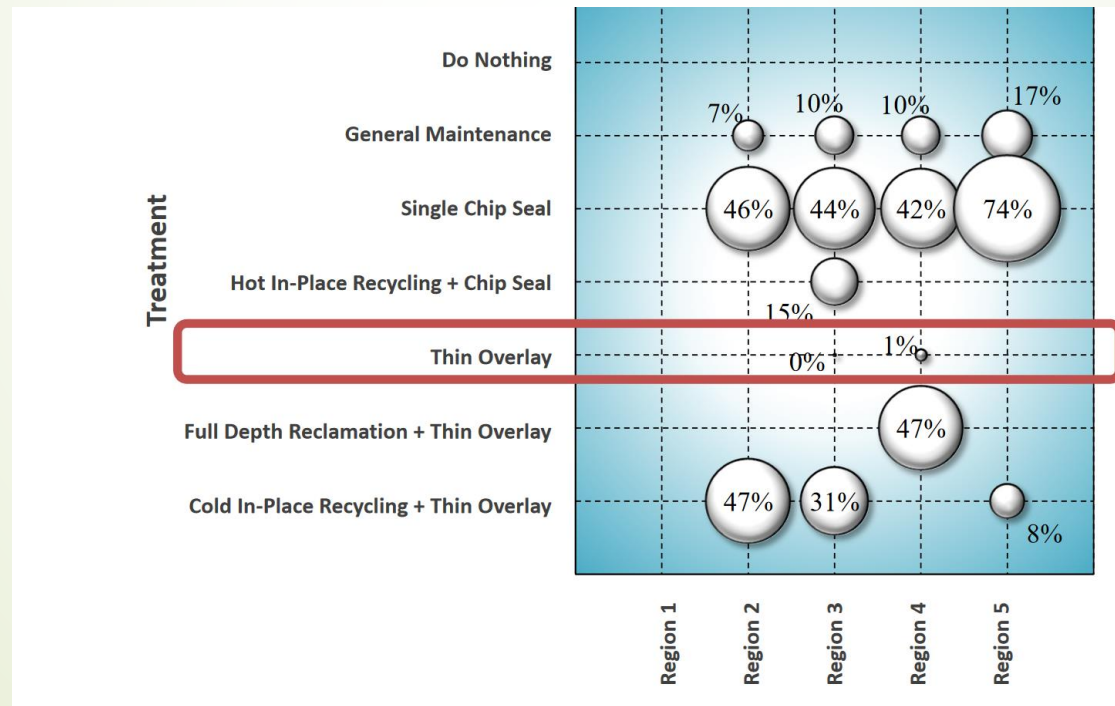 Do Nothing
7% 10% 10% 17%
General Maintenance
Single Chip Seal
46% 44% 42% 74%
Hot In-Place Recycling + Chip Seal
15%
Thin Overlay
0% 1%
Full Depth Reclamation + Thin Overlay
47%
Cold In-Place Recycling + Thin Overlay
47% 31% 8%
Treatment
Region 1
Region 2
Region 3
Region 4
Region 5